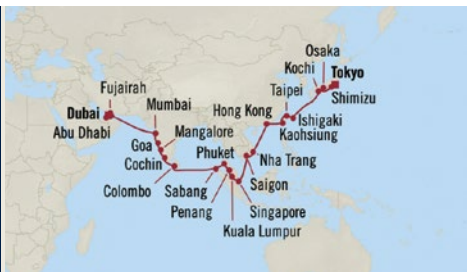 Osaka
Kochi
Tokyo
Fujairah
Taipei
Shimizu
Dubai
Mumbai
Hong Kong
Ishigaki
Abu Dhabi
Mangalore
Kaohsiung
Goa
Phuket
Nha Trang
Cochin
Colombo
Sabang
Saigon
Penang
Singapore
Kuala Lumpur